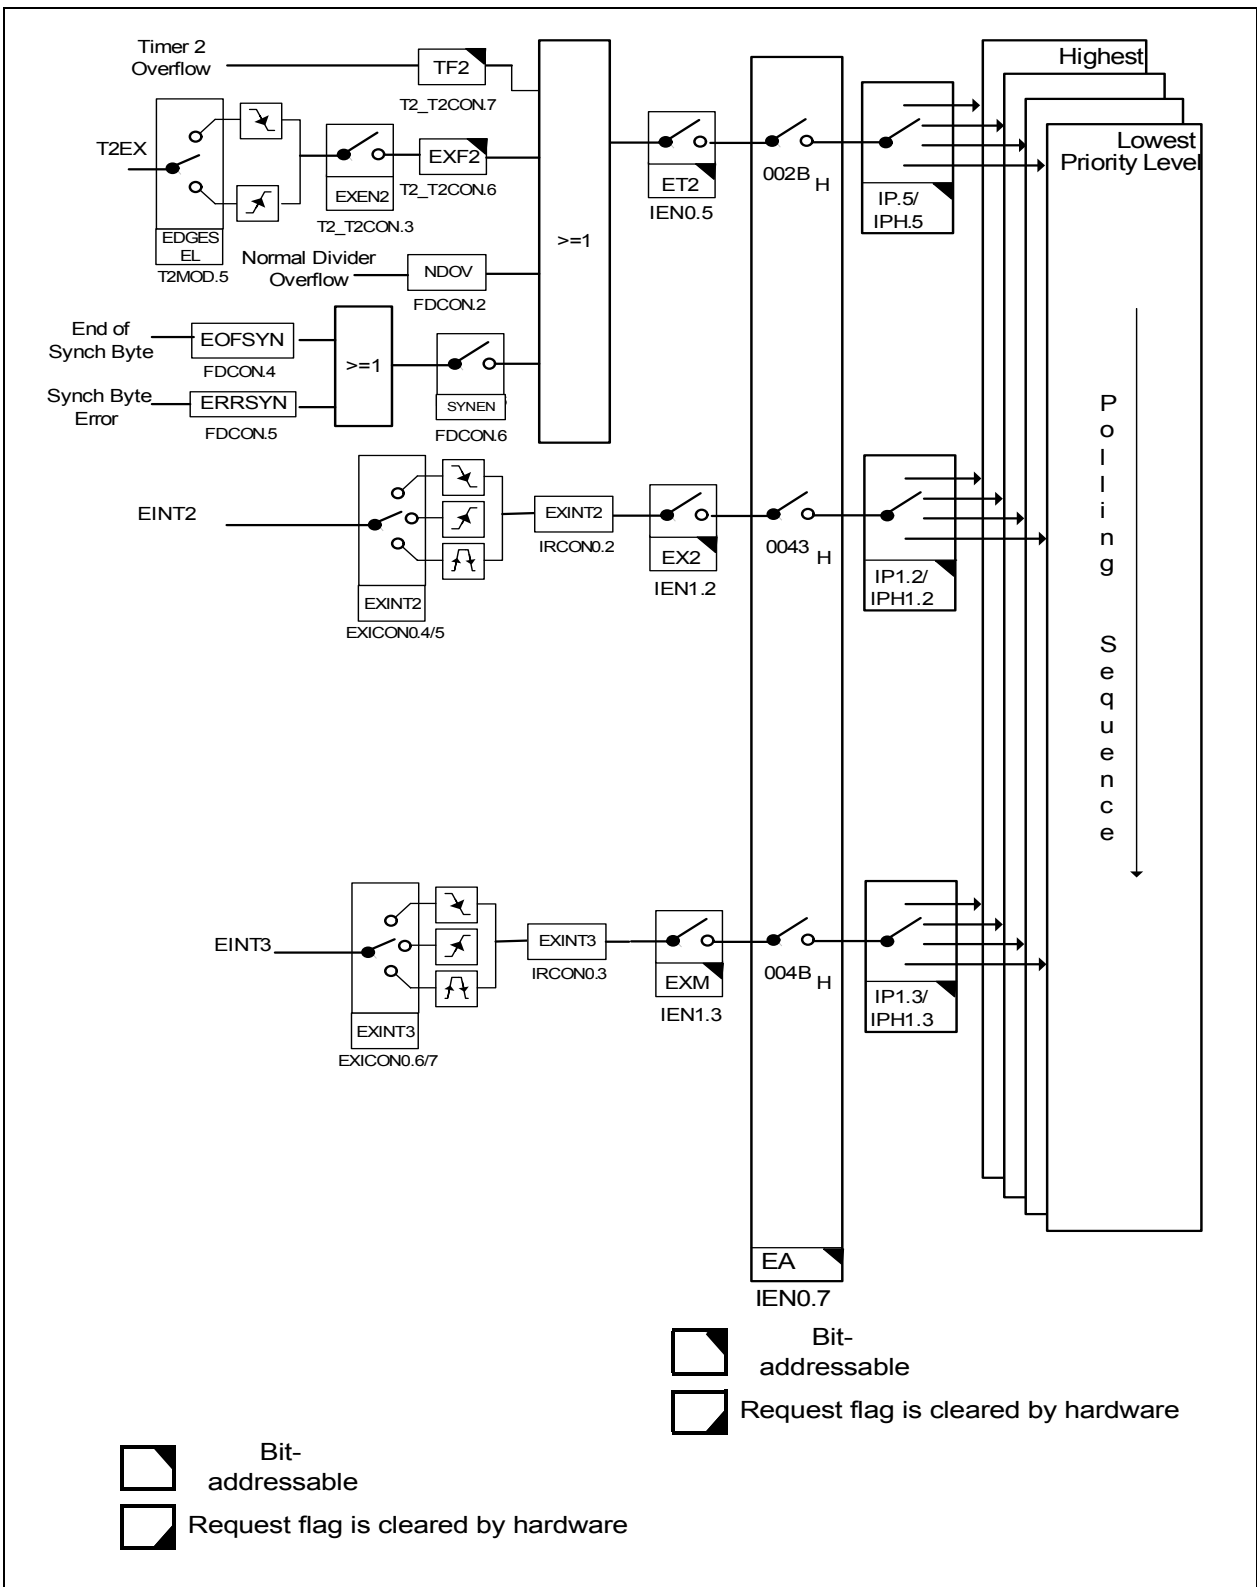 Timer 2
Overflow
TF2
T2_T2CON.7
T2EX
EDGES
EL
T2MOD.5
EXEN2
T2_T2CON.3
EXF2
T2_T2CON.6
Normal Divider
Overflow
NDOV
FDCON.2
End of
Synch Byte
EOFSYN
FDCON.4
Synch Byte
Error
ERRSYN
FDCON.5
>=1
SYNEN
FDCON.6
>=1
ET2
IEN0.5
002B H
IP.5/
IPH.5
Highest
Lowest
Priority Level
EINT2
EXINT2
EXICON0.4/5
EXINT2
IRCON0.2
EX2
IEN1.2
0043 H
IP1.2/
IPH1.2
Polling Sequence
EINT3
EXINT3
EXICON0.6/7
EXINT3
IRCON0.3
EXM
IEN1.3
004B H
IP1.3/
IPH1.3
EA
IEN0.7
Bit-
addressable
Request flag is cleared by hardware
Bit-
addressable
Request flag is cleared by hardware